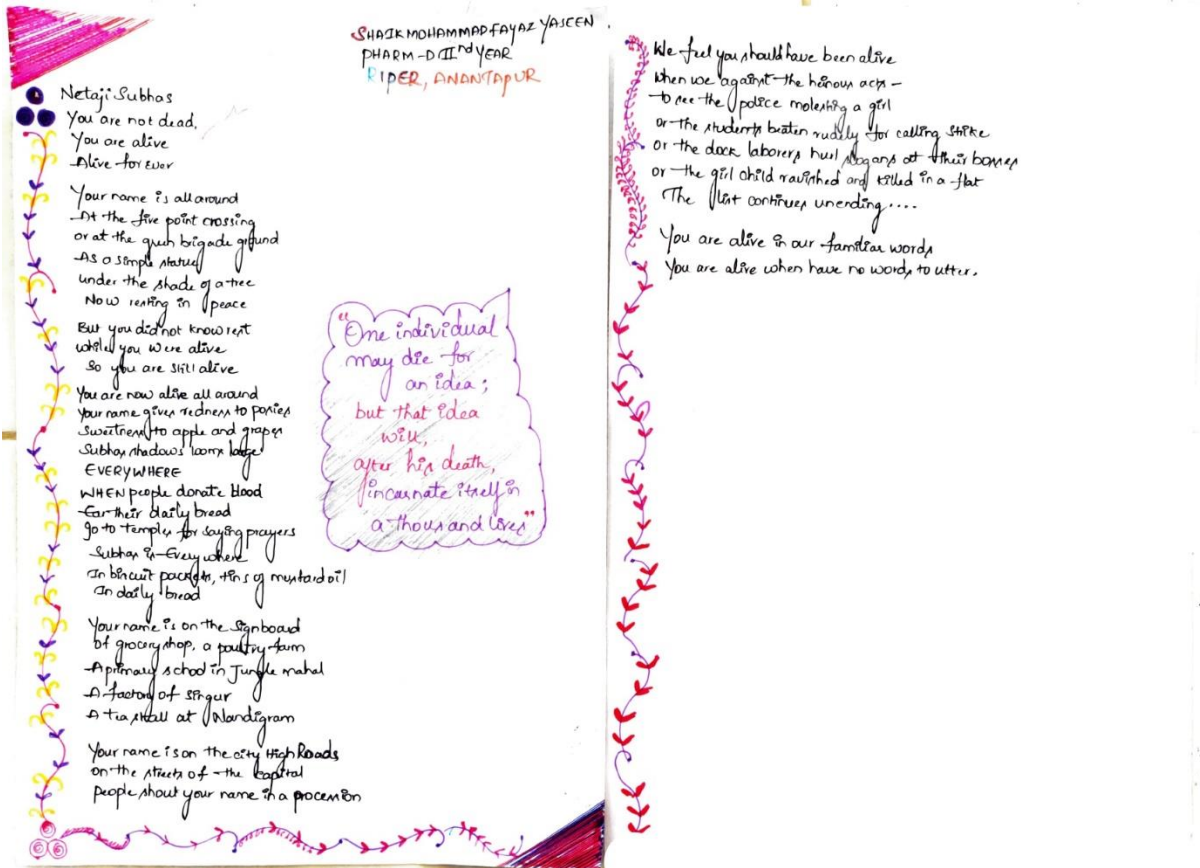 SHAIK MOHAMMAD FAYAZ YASEEN.
PHARM-D IInd YEAR
RIPER, ANANTAPUR
Netaji Subhas
You are not dead,
You are alive
Alive for Ever
Your name is all around
At the five point crossing
or at the green brigade ground
As a simple statue
under the shade of a tree
Now resting in peace
But you did not know rest
while you were alive
So you are still alive
You are now alive all around
Your name gives redness to posies
Sweetness to apple and grapes
Subhas shadows looms large
EVERYWHERE
WHEN people donate blood
Ear their daily bread
go to temples for saying prayers
Subhas is Everywhere
In biscuit packets, tins of mustard oil
In daily bread
Your name is on the signboard
of grocery shop, a poultry farm
A primary school in Jungle mahal
A factory of singur
A tea stall at Nandigram
Your name is on the city High Roads
on the streets of the capital
people shout your name in a procession
"One individual
may die for
an idea;
but that idea
will,
after his death,
incarnate itself in
a thousand lives"
We feel you should have been alive
when we against the heinous acts -
to see the police molesting a girl
or the students beaten rudely for calling strike
or the dock laborers hurl slogans at their bosses
or the girl child ravished and killed in a flat
The list continues unending....
You are alive in our familiar words
You are alive when have no words to utter.